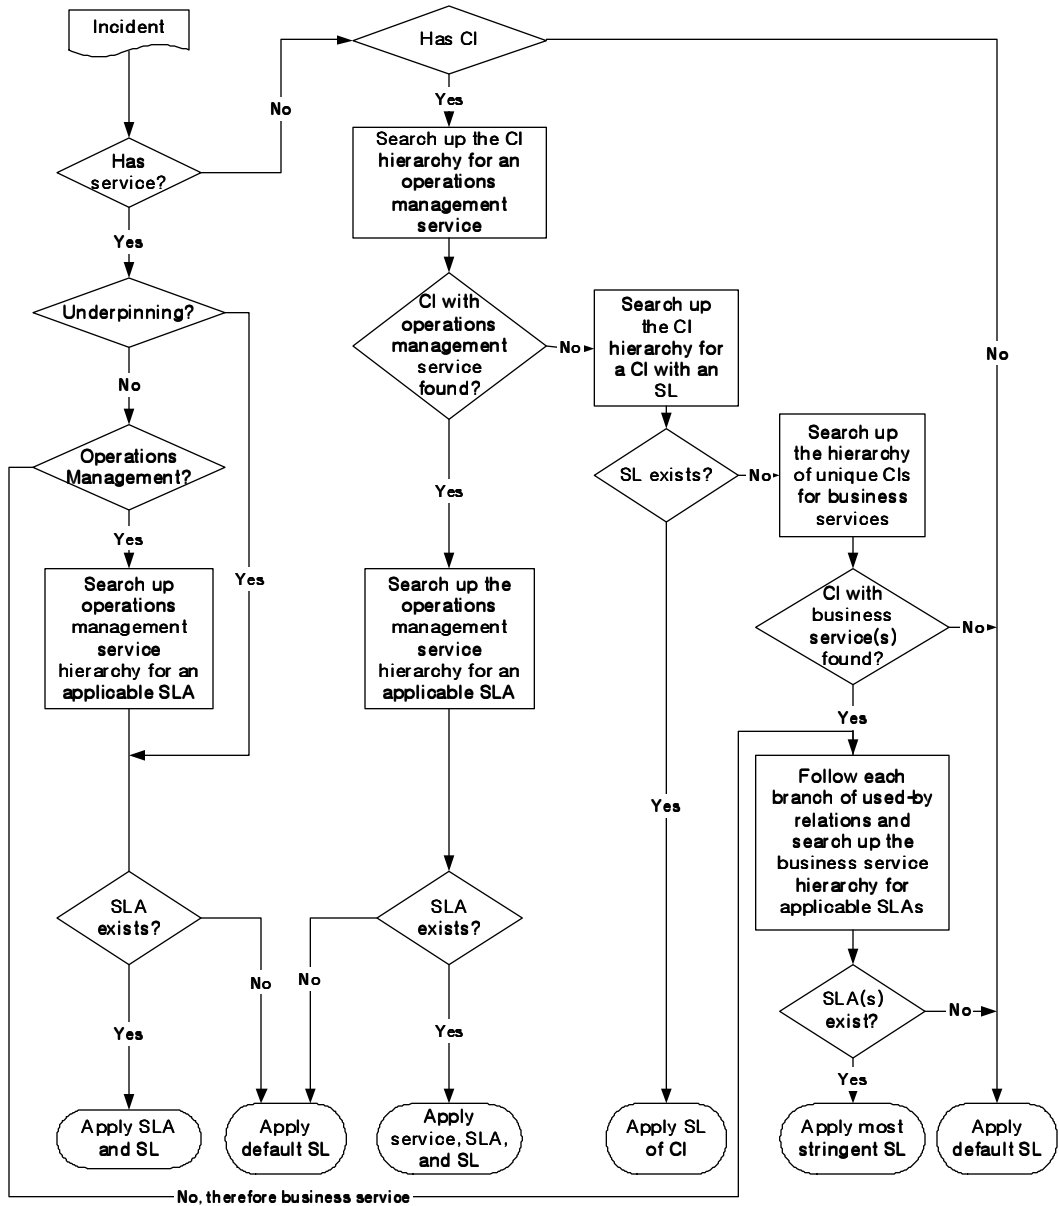 Incident
Has CI
No
Yes
Has
service?
Search up the CI
hierarchy for an
operations
management
service
Yes
Underpinning?
CI with
operations
management
service
found?
No
Search up
the CI
hierarchy for
a CI with an
SL
No
No
Operations
Management?
SL exists?
No
Search up
the hierarchy
of unique CIs
for business
services
Yes
Yes
Yes
Search up
operations
management
service
hierarchy for an
applicable SLA
Search up the
operations
management
service
hierarchy for an
applicable SLA
CI with
business
service(s)
found?
No
Yes
Yes
Follow each
branch of used-by
relations and
search up the
business service
hierarchy for
applicable SLAs
SLA
exists?
SLA
exists?
No
No
SLA(s)
exist?
No
Yes
Yes
Yes
Apply SLA
and SL
Apply
default SL
Apply
service, SLA,
and SL
Apply SL
of CI
Apply most
stringent SL
Apply
default SL
No, therefore business service